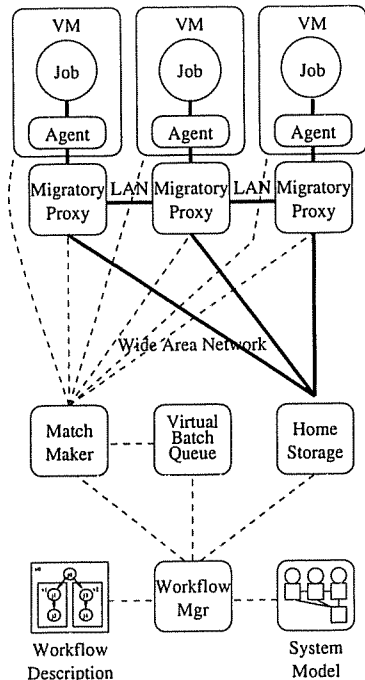 VM
VM
VM
Job
Job
Job
Agent
Agent
Agent
Migratory
Proxy
LAN
Migratory
Proxy
LAN
Migratory
Proxy
Wide Area Network
Match
Maker
Virtual
Batch
Queue
Home
Storage
Workflow
Mgr
Workflow
Description
System
Model